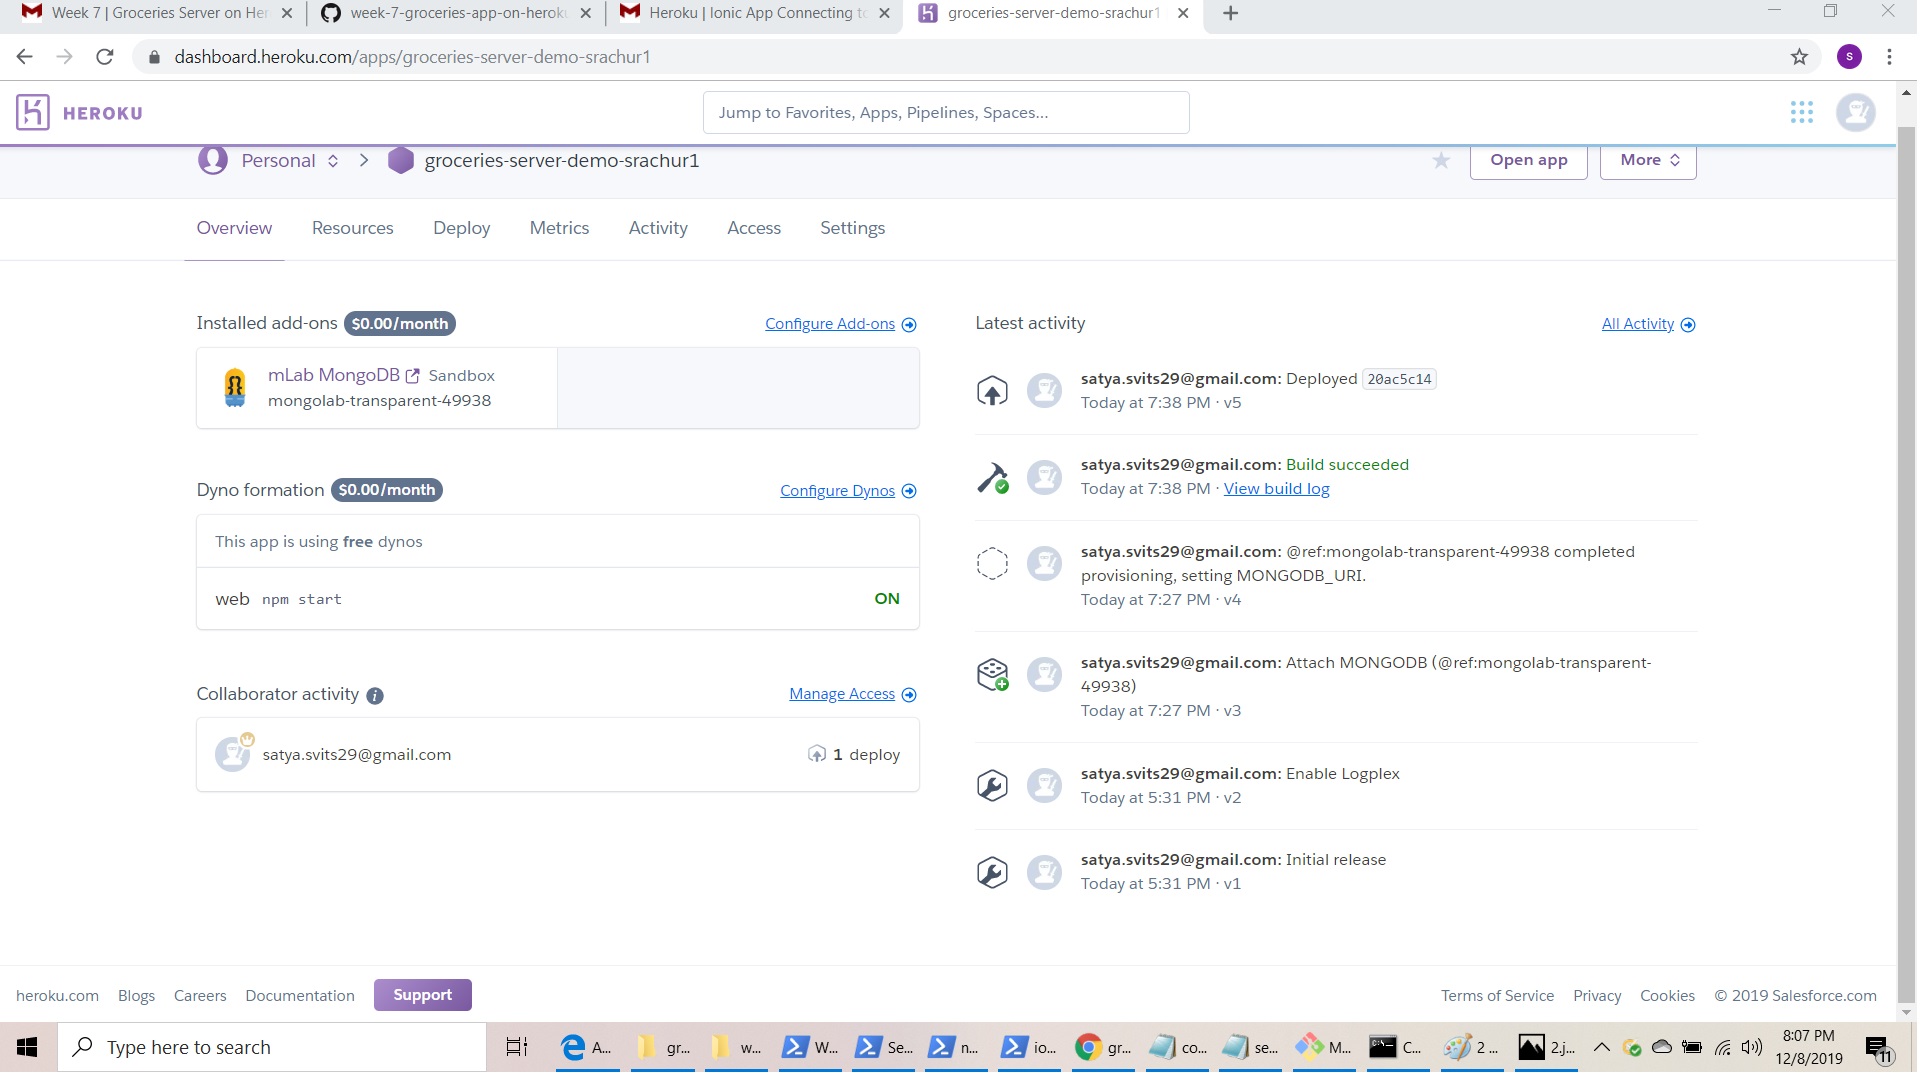 Week 7 | Groceries Server on Her
week-7-groceries-app-on-heroku
Heroku | Ionic App Connecting to
groceries-server-demo-srachur1
dashboard.heroku.com/apps/groceries-server-demo-srachur1
s
HEROKU
Jump to Favorites, Apps, Pipelines, Spaces...
Personal
groceries-server-demo-srachur1
Open app
More
Overview
Resources
Deploy
Metrics
Activity
Access
Settings
Installed add-ons $0.00/month
Configure Add-ons
mLab MongoDB Sandbox
mongolab-transparent-49938
Dyno formation $0.00/month
Configure Dynos
This app is using free dynos
web npm start
ON
Collaborator activity i
Manage Access
satya.svits29@gmail.com
1 deploy
Latest activity
All Activity
satya.svits29@gmail.com: Deployed 20ac5c14
Today at 7:38 PM · v5
satya.svits29@gmail.com: Build succeeded
Today at 7:38 PM · View build log
satya.svits29@gmail.com: @ref:mongolab-transparent-49938 completed
provisioning, setting MONGODB_URI.
Today at 7:27 PM · v4
satya.svits29@gmail.com: Attach MONGODB (@ref:mongolab-transparent-
49938)
Today at 7:27 PM · v3
satya.svits29@gmail.com: Enable Logplex
Today at 5:31 PM · v2
satya.svits29@gmail.com: Initial release
Today at 5:31 PM · v1
heroku.com
Blogs
Careers
Documentation
Support
Terms of Service
Privacy
Cookies
© 2019 Salesforce.com
Type here to search
A...
gr...
w...
W...
Se...
n...
io...
gr...
co...
se...
M...
C...
2 ...
2.j...
8:07 PM
12/8/2019
11